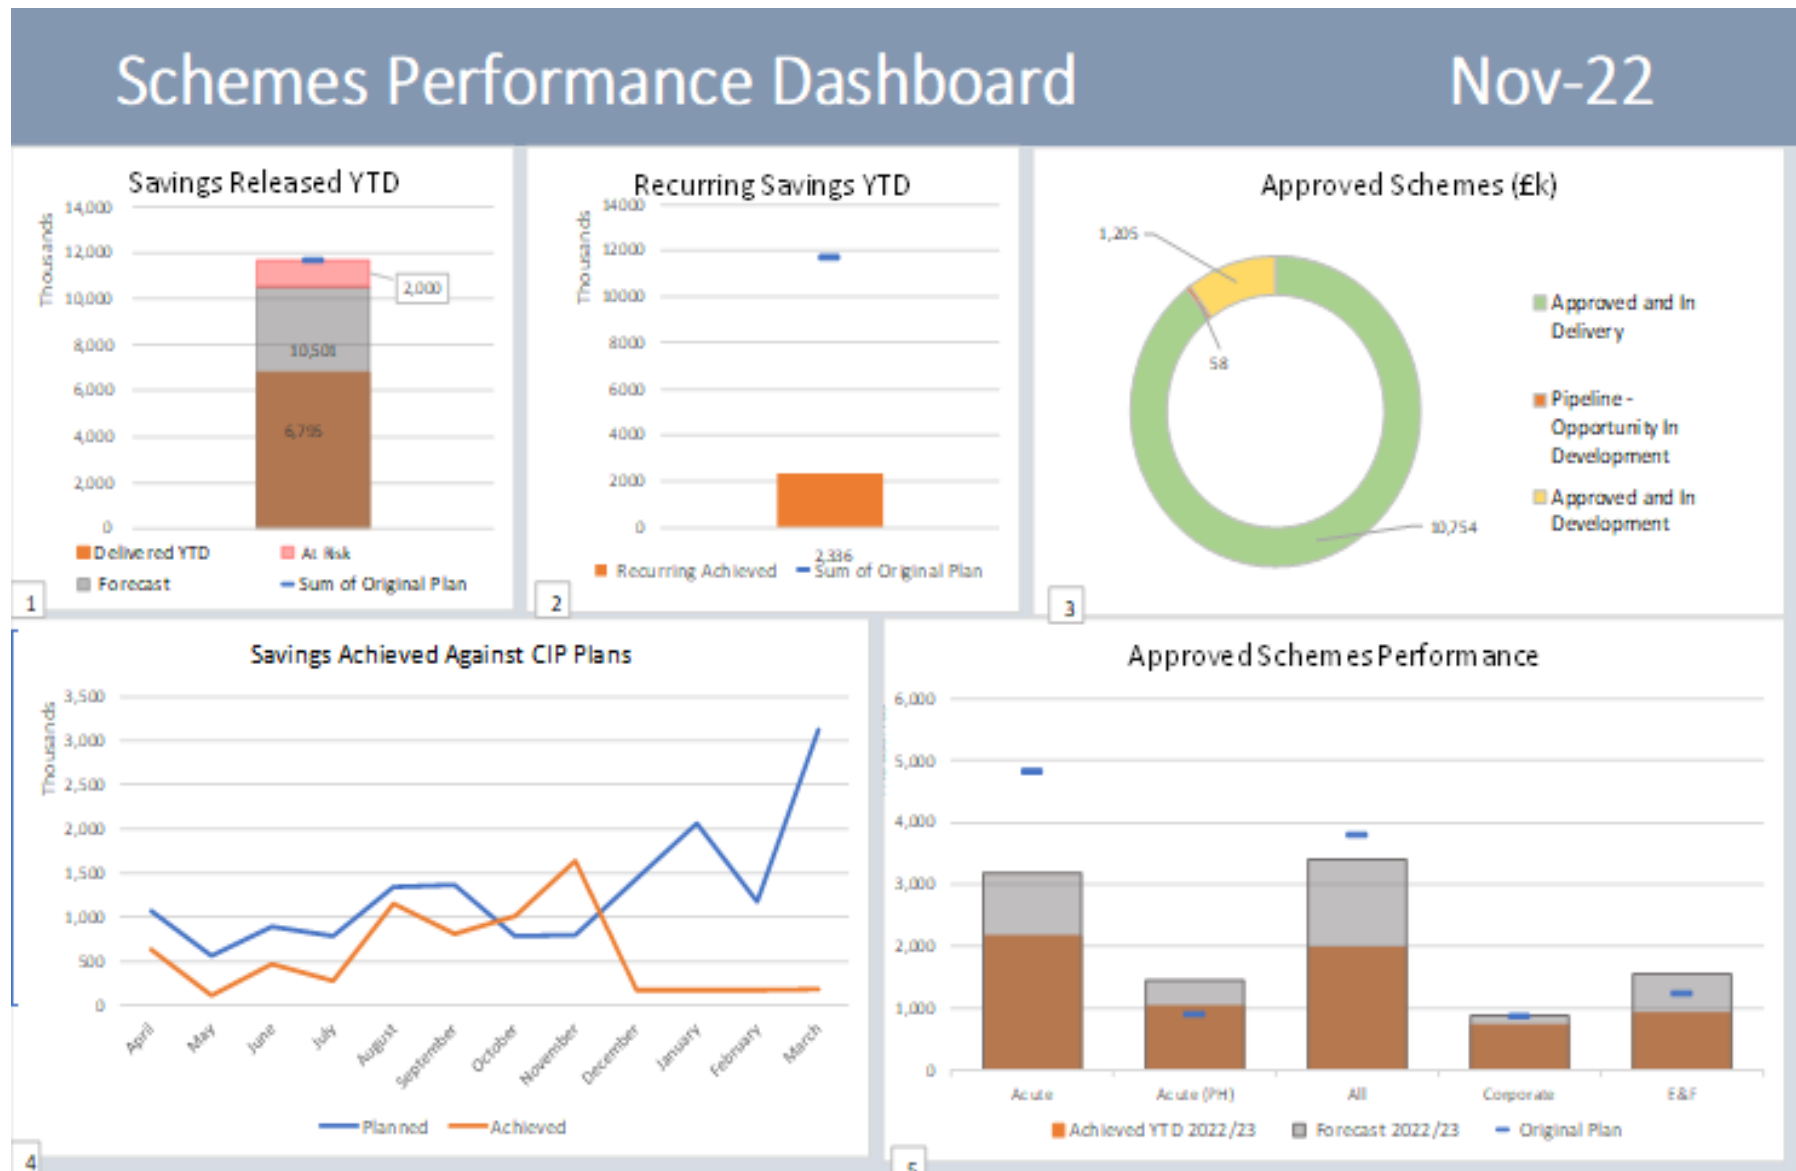 Schemes Performance Dashboard
Nov-22
Savings Released YTD
Thousands
14,000
12,000
10,000
8,000
6,000
4,000
2,000
0
2,000
10,501
6,795
Delivered YTD
At Risk
Forecast
Sum of Original Plan
1
Recurring Savings YTD
Thousands
14000
12000
10000
8000
6000
4000
2000
0
2,336
Recurring Achieved
Sum of Original Plan
2
Approved Schemes (£k)
1,205
58
10,754
Approved and In
Delivery
Pipeline -
Opportunity In
Development
Approved and In
Development
3
Savings Achieved Against CIP Plans
Thousands
3,500
3,000
2,500
2,000
1,500
1,000
500
0
April
May
June
July
August
September
October
November
December
January
February
March
Planned
Achieved
4
Approved Schemes Performance
6,000
5,000
4,000
3,000
2,000
1,000
0
Acute
Acute (PH)
All
Corporate
E&F
Achieved YTD 2022/23
Forecast 2022/23
Original Plan
5